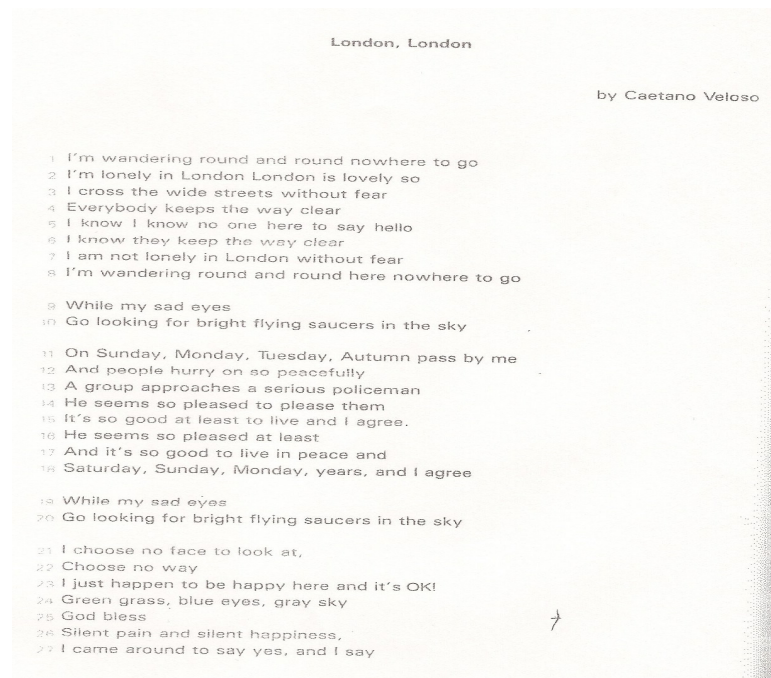 London, London
by Caetano Veloso
1 I'm wandering round and round nowhere to go
2 I'm lonely in London London is lovely so
3 I cross the wide streets without fear
4 Everybody keeps the way clear
5 I know I know no one here to say hello
6 I know they keep the way clear
7 I am not lonely in London without fear
8 I'm wandering round and round here nowhere to go
9 While my sad eyes
10 Go looking for bright flying saucers in the sky
11 On Sunday, Monday, Tuesday, Autumn pass by me
12 And people hurry on so peacefully
13 A group approaches a serious policeman
14 He seems so pleased to please them
15 It's so good at least to live and I agree.
16 He seems so pleased at least
17 And it's so good to live in peace and
18 Saturday, Sunday, Monday, years, and I agree
19 While my sad eyes
20 Go looking for bright flying saucers in the sky
21 I choose no face to look at,
22 Choose no way
23 I just happen to be happy here and it's OK!
24 Green grass, blue eyes, gray sky
25 God bless
26 Silent pain and silent happiness,
27 I came around to say yes, and I say